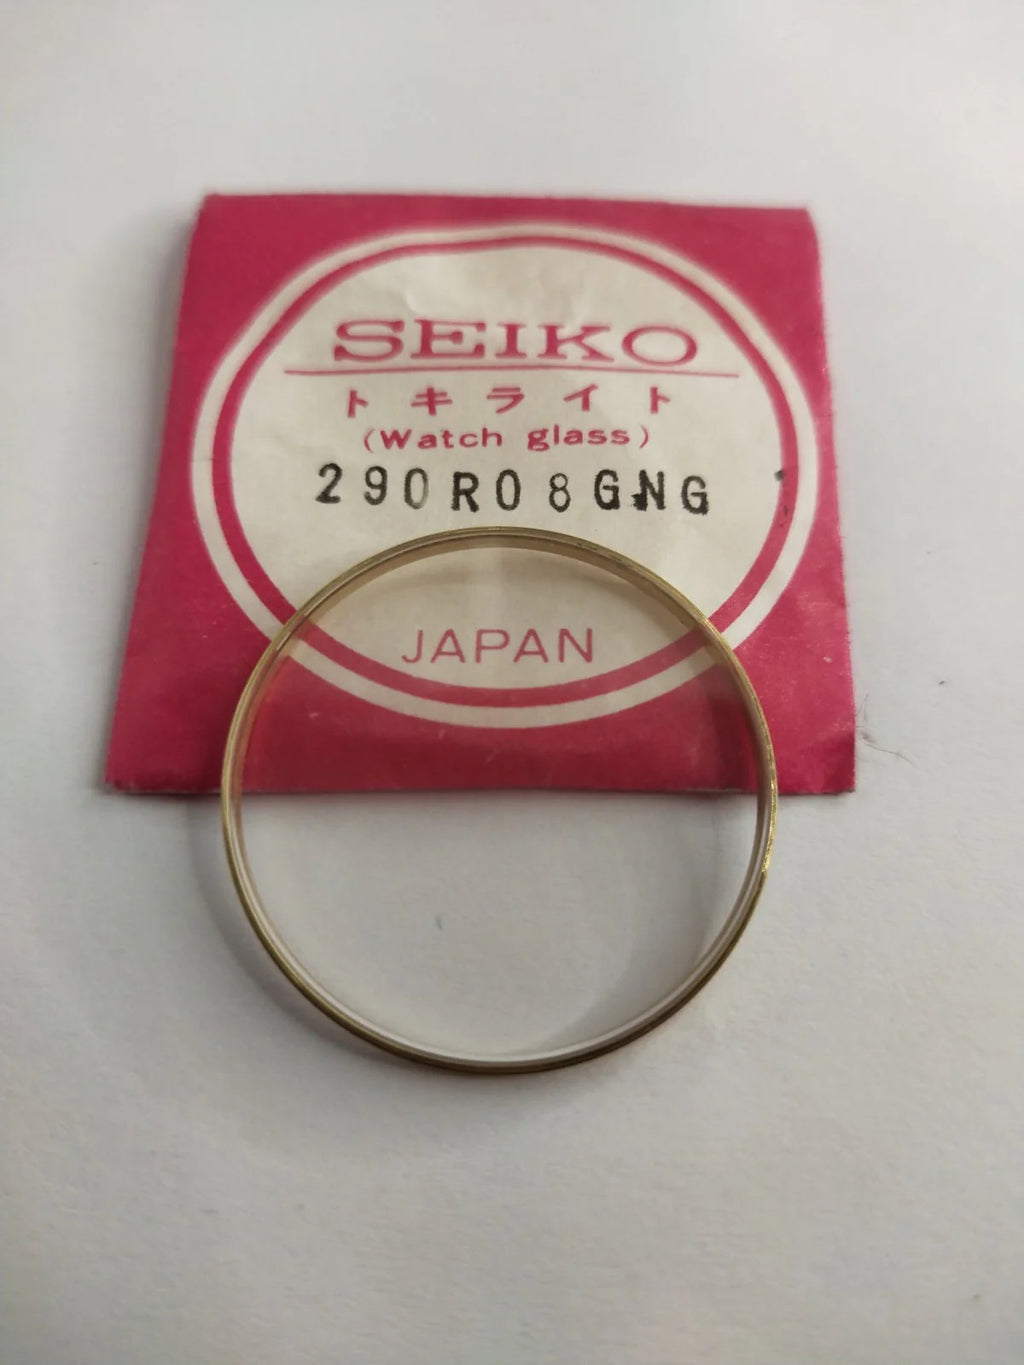 SEIKO
トキライト
(Watch glass)
290R08GNG
JAPAN